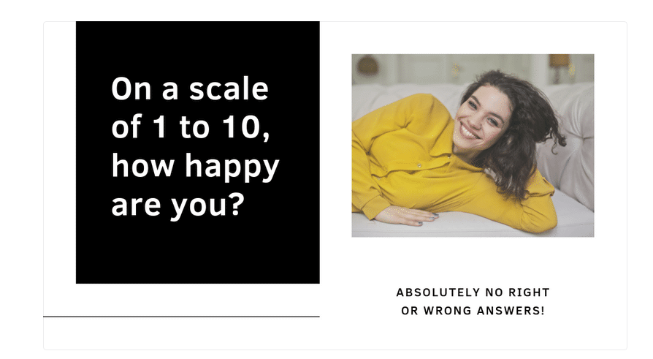 On a scale
of 1 to 10,
how happy
are you?
ABSOLUTELY NO RIGHT
OR WRONG ANSWERS!